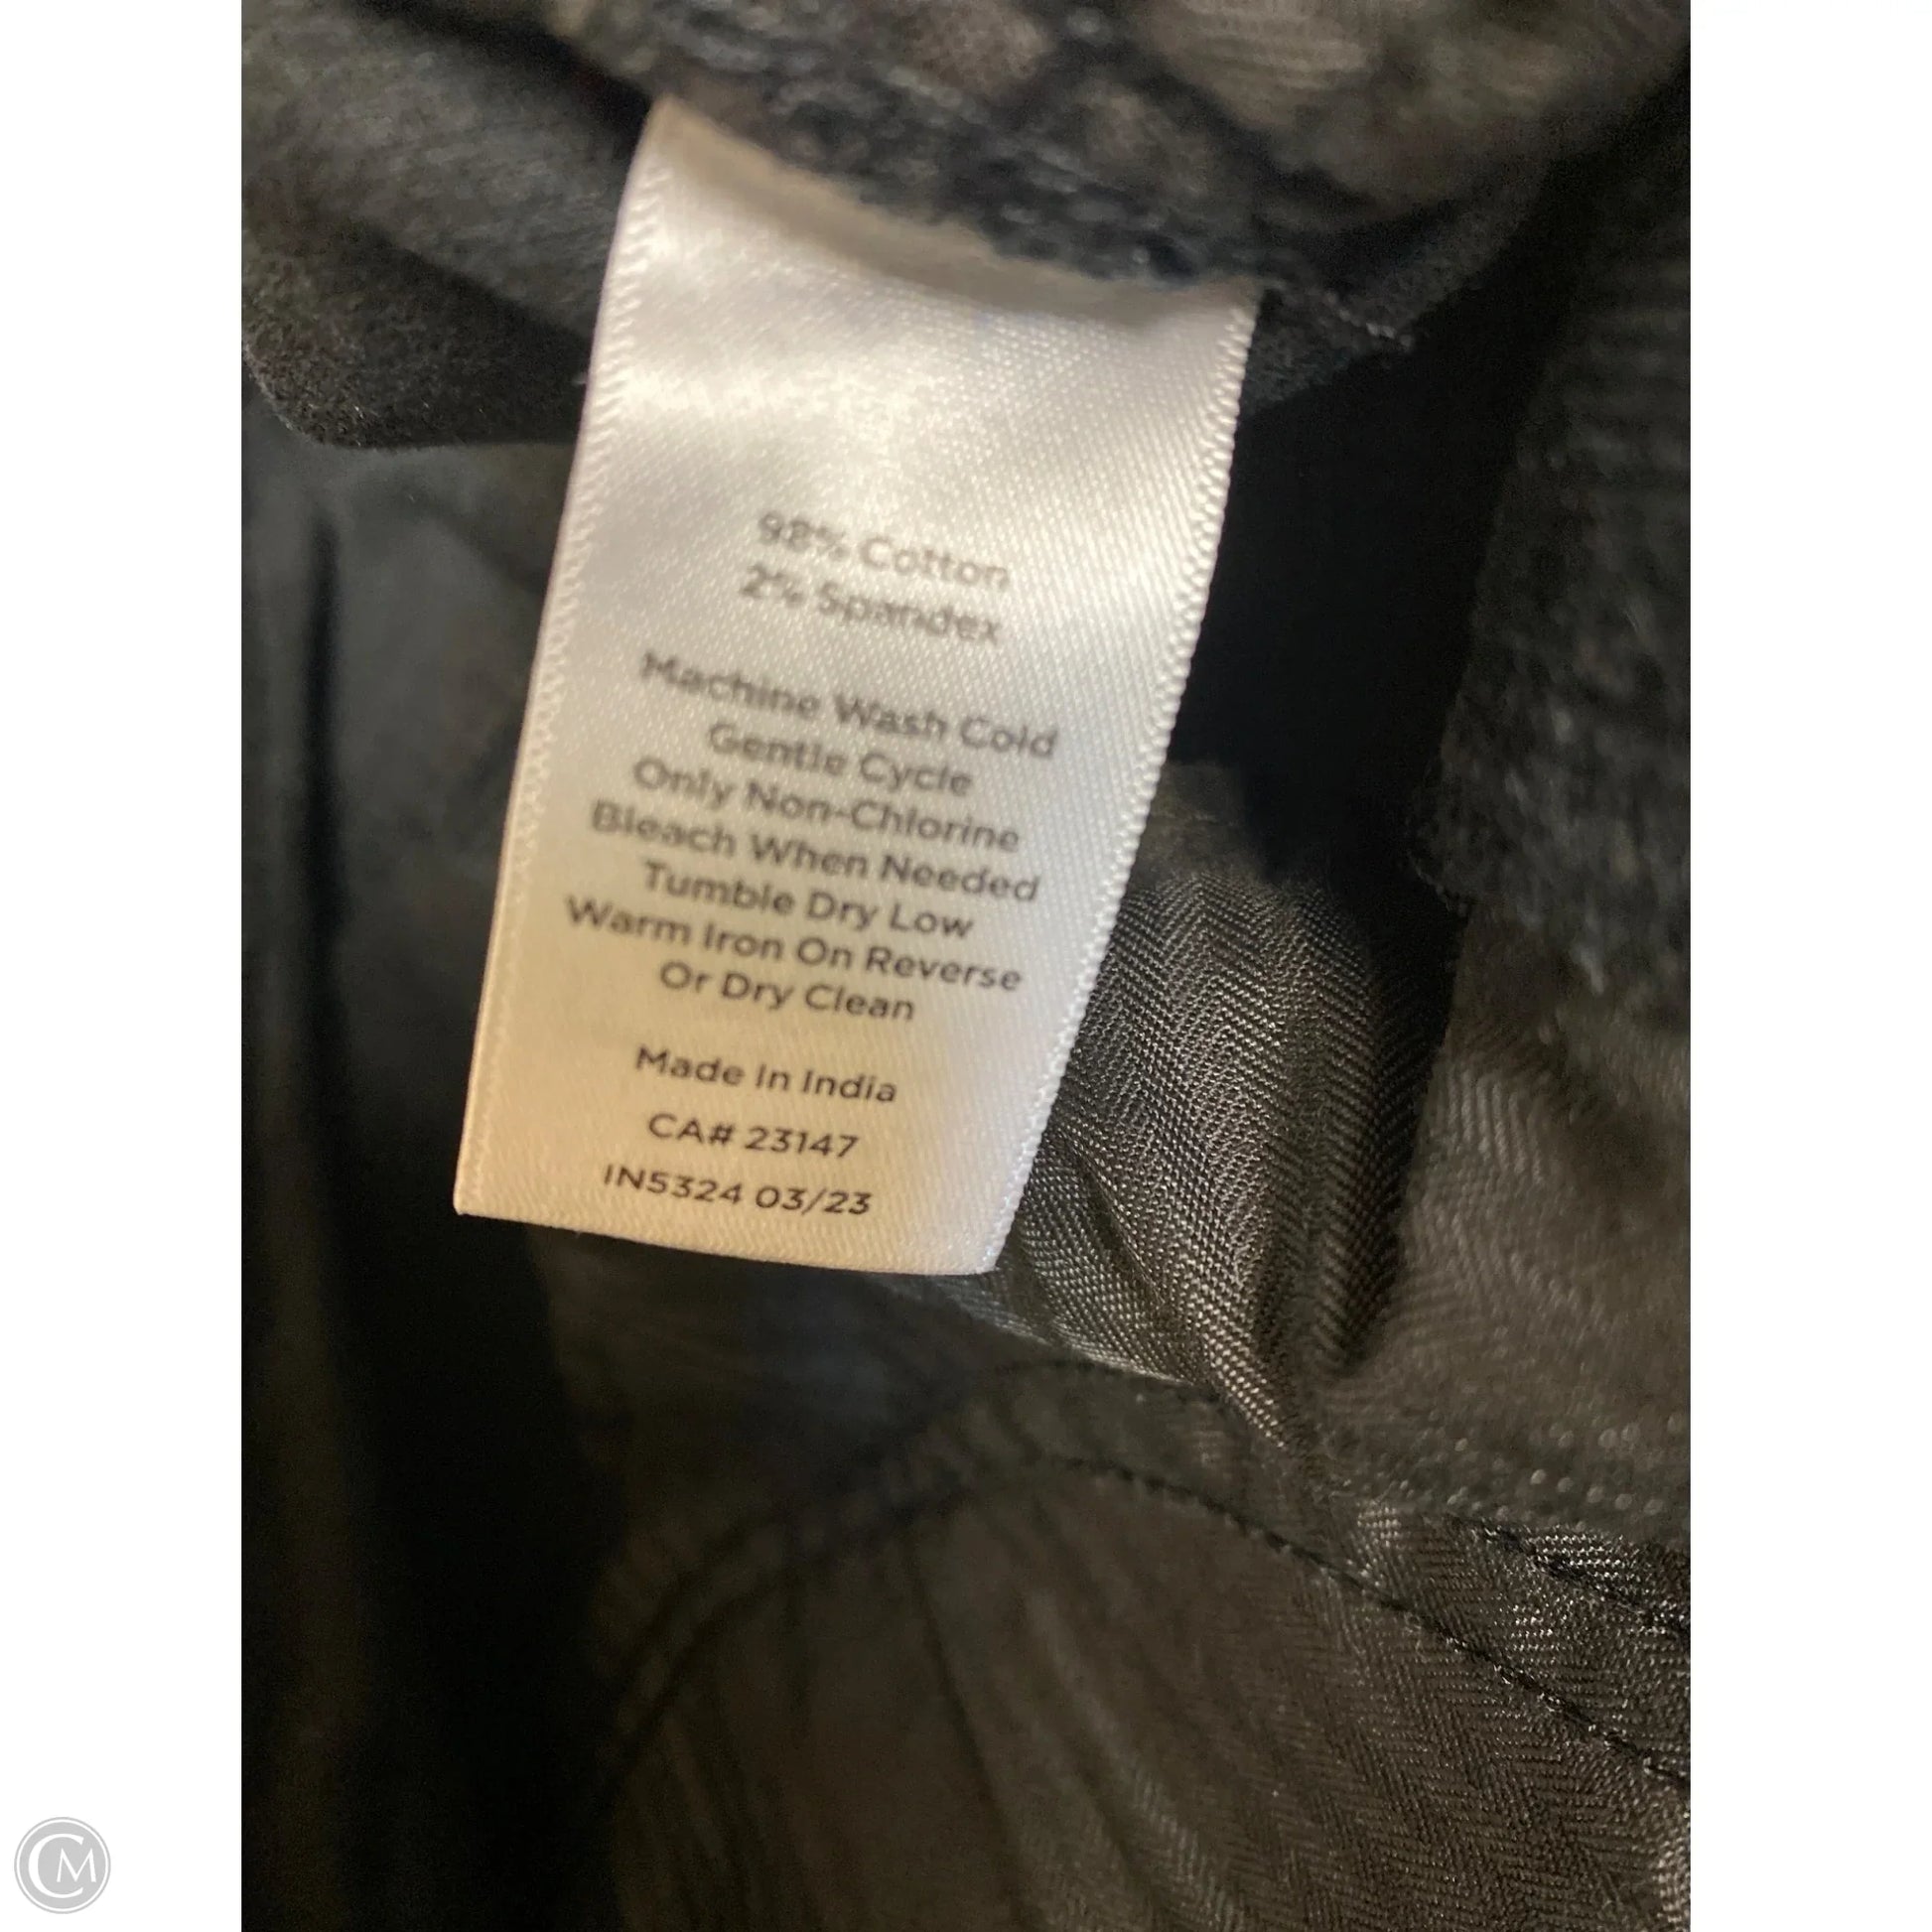 98% Cotton
2% Spandex
Machine Wash Cold
Gentle Cycle
Only Non-Chlorine
Bleach When Needed
Tumble Dry Low
Warm Iron On Reverse
Or Dry Clean
Made In India
CA# 23147
IN5324 03/23
CM